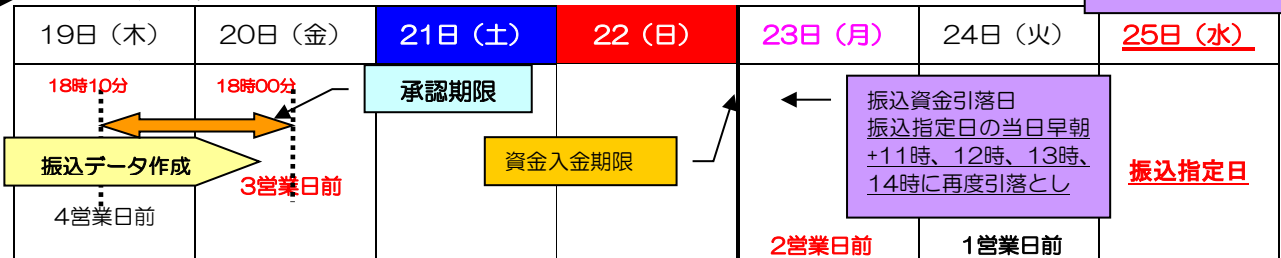 19日（木）
20日（金）
21日（土）
22（日）
23日（月）
24日（火）
25日（水）
18時10分
18時00分
承認期限
振込データ作成
3営業日前
4営業日前
資金入金期限
振込資金引落日
振込指定日の当日早朝
+11時、12時、13時、
14時に再度引落とし
振込指定日
2営業日前
1営業日前